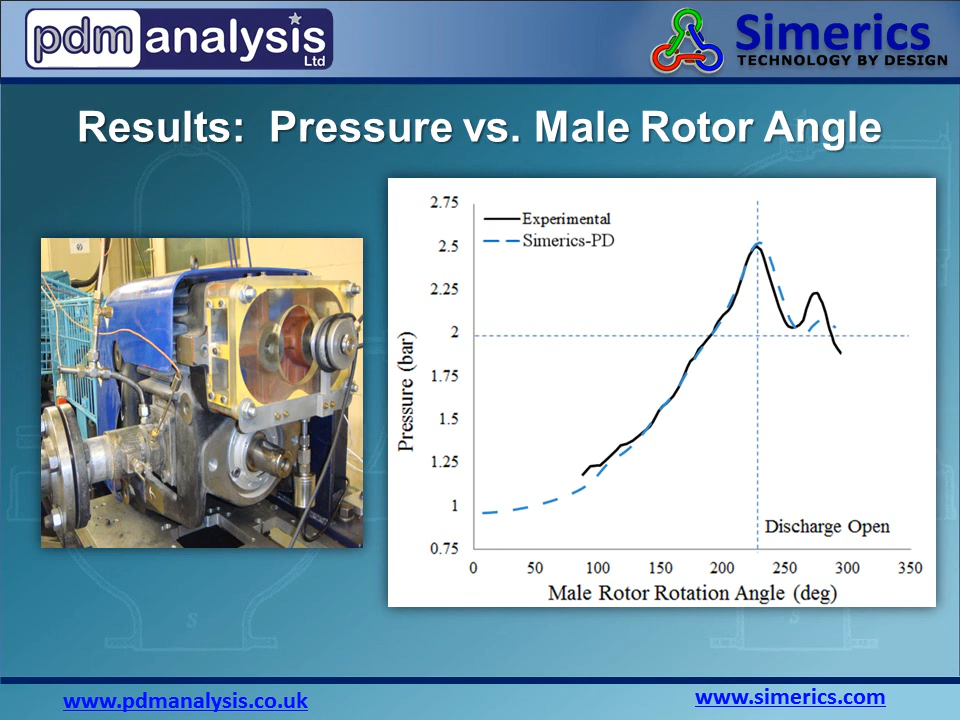 pdm analysis
Ltd
Simerics
TECHNOLOGY BY DESIGN
Results: Pressure vs. Male Rotor Angle
2.75
2.5
2.25
2
1.75
1.5
1.25
1
0.75
Pressure (bar)
Experimental
Simerics-PD
Discharge Open
0 50 100 150 200 250 300 350
Male Rotor Rotation Angle (deg)
www.pdmanalysis.co.uk
www.simerics.com